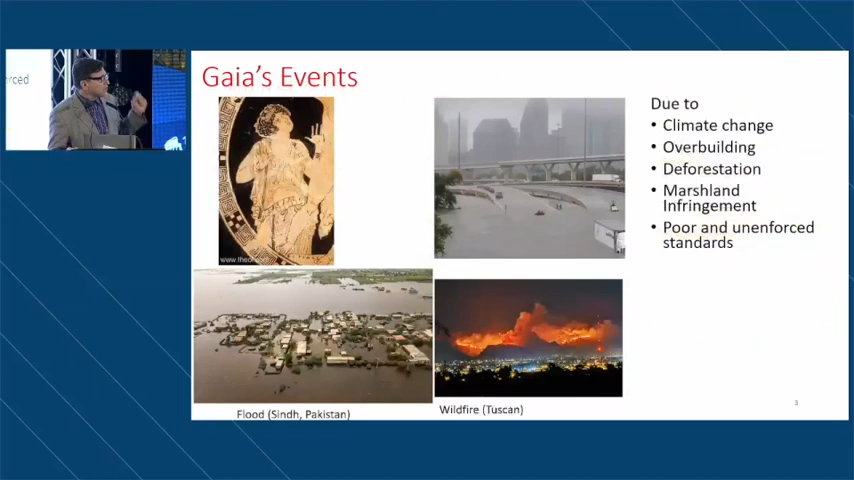 rced
Gaia's Events
www.theoi.com
Due to
• Climate change
• Overbuilding
• Deforestation
• Marshland
Infringement
• Poor and unenforced
standards
Flood (Sindh, Pakistan)
Wildfire (Tuscan)
3